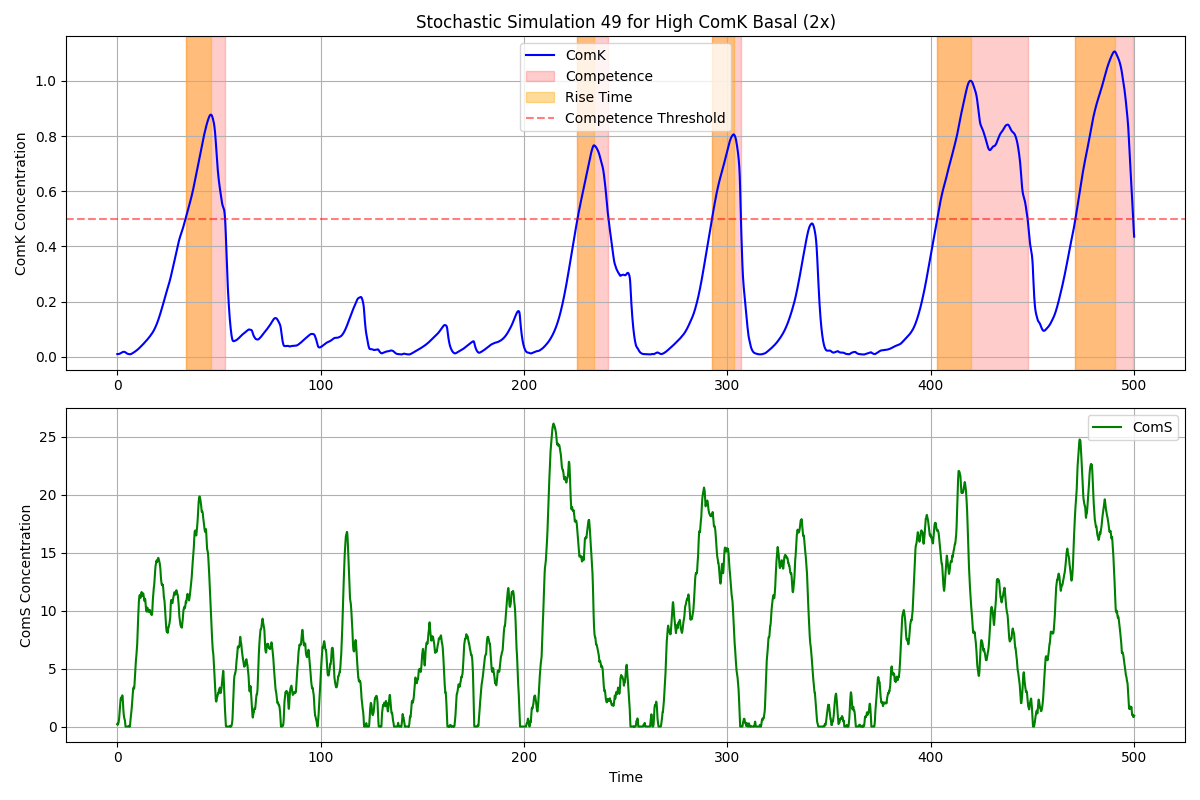 Stochastic Simulation 49 for High ComK Basal (2x)
ComK Concentration
1.0
0.8
0.6
0.4
0.2
0.0
ComK
Competence
Rise Time
Competence Threshold
0 100 200 300 400 500
ComS Concentration
25
20
15
10
5
0
ComS
0 100 200 300 400 500
Time